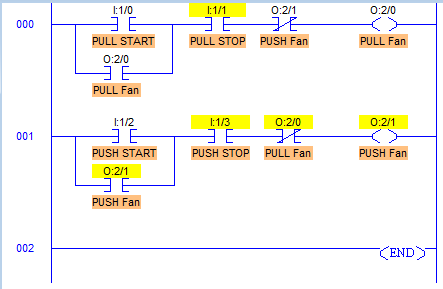 I:1/0 I:1/1 O:2/1 O:2/0
000
PULL START PULL STOP PUSH Fan PULL Fan
O:2/0
PULL Fan
I:1/2 I:1/3 O:2/0 O:2/1
001
PUSH START PUSH STOP PULL Fan PUSH Fan
O:2/1
PUSH Fan
002 END